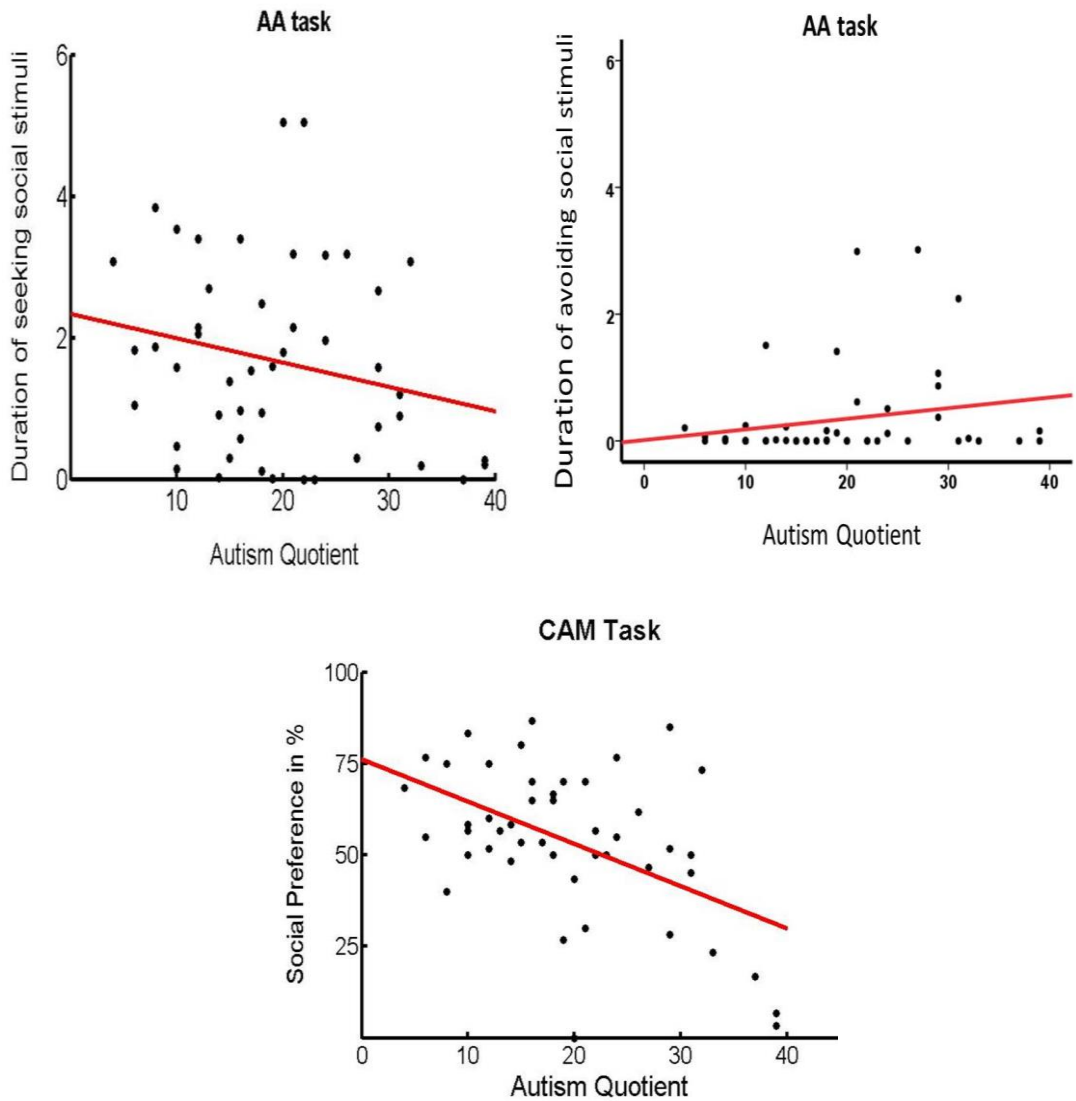 AA task
Duration of seeking social stimuli
6
4
2
0
10
20
30
40
Autism Quotient
AA task
Duration of avoiding social stimuli
6
4
2
0
0
10
20
30
40
Autism Quotient
CAM Task
Social Preference in %
100
75
50
25
0
10
20
30
40
Autism Quotient